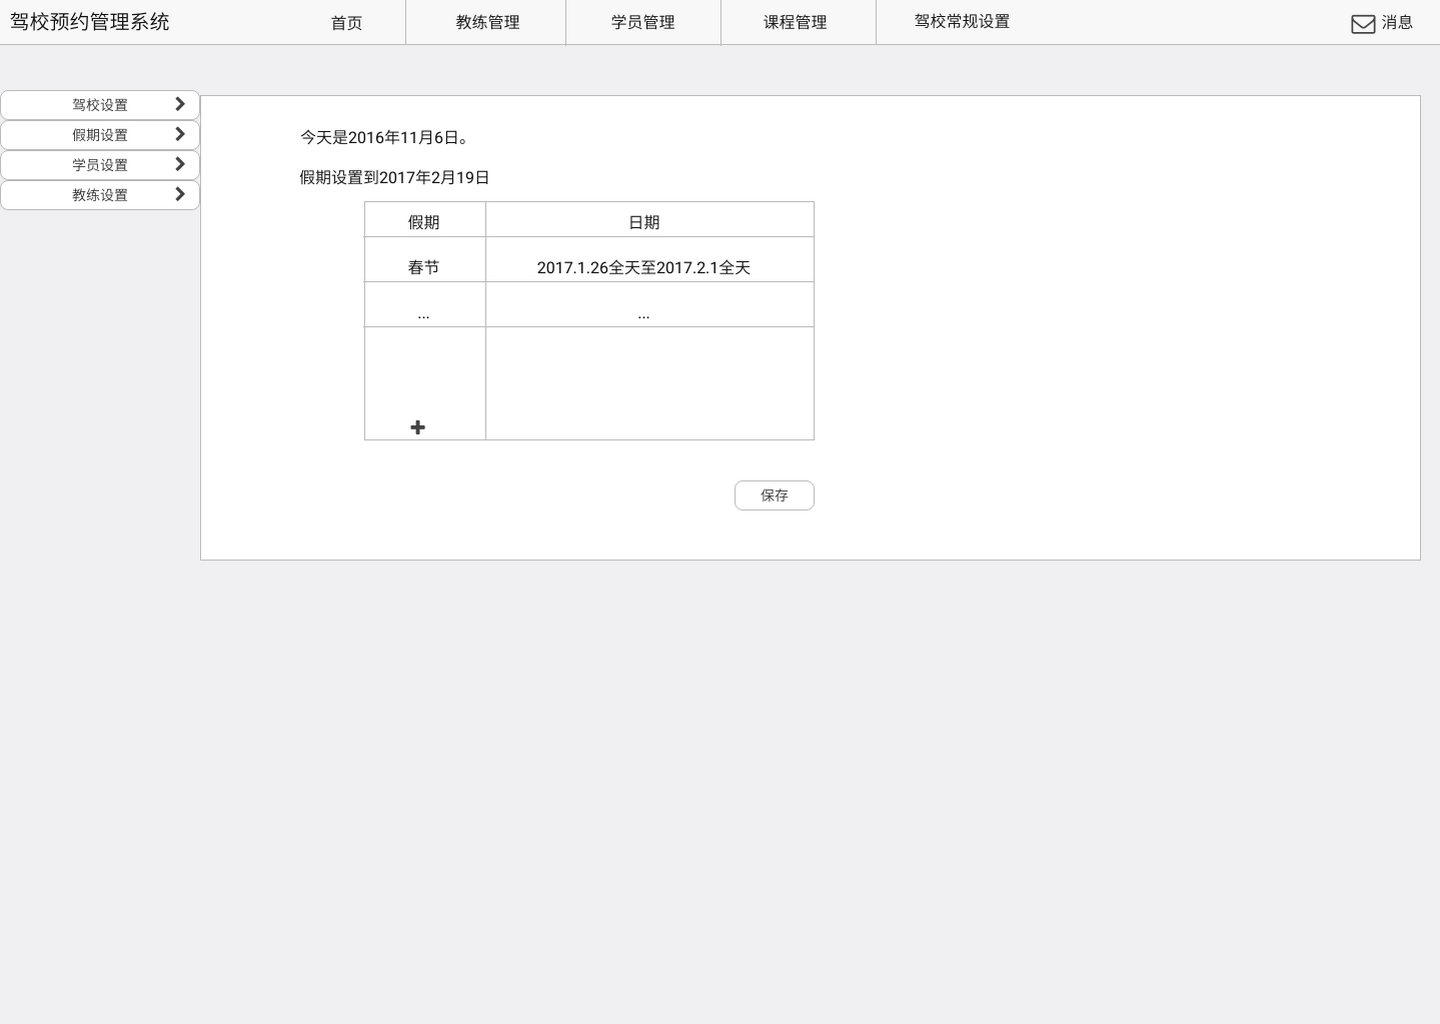 驾校预约管理系统 首页 教练管理 学员管理 课程管理 驾校常规设置 消息
驾校设置
假期设置
学员设置
教练设置
今天是2016年11月6日。
假期设置到2017年2月19日
假期 日期
春节 2017.1.26全天至2017.2.1全天
... ...
保存